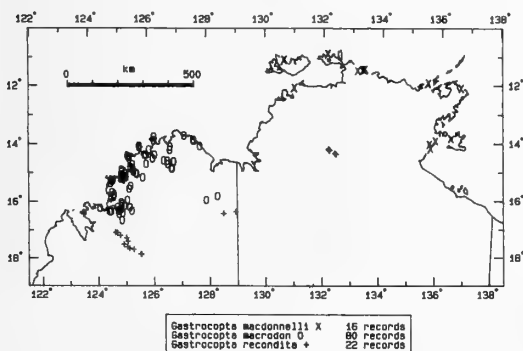 122° 124° 126° 128° 130° 132° 134° 136° 138°
km
0 500
12° 12°
14° 14°
16° 16°
18° 18°
122° 124° 126° 128° 130° 132° 134° 136° 138°
Gastrocopta macdonnelli X 16 records
Gastrocopta macrodon O 80 records
Gastrocopta recondita + 22 records